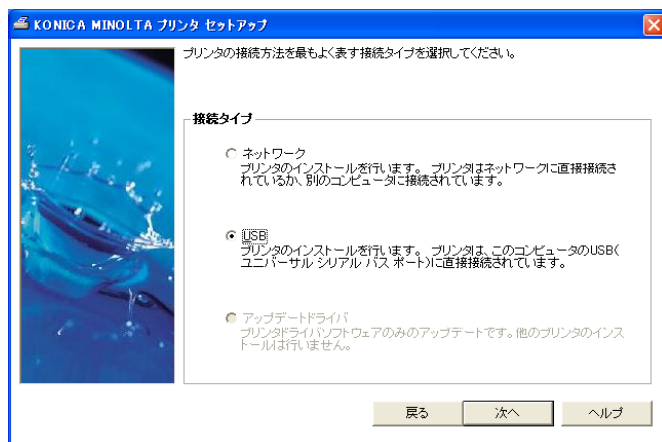 KONICA MINOLTA プリンタ セットアップ
プリンタの接続方法を最もよく表す接続タイプを選択してください。
接続タイプ
ネットワーク
プリンタのインストールを行います。 プリンタはネットワークに直接接続さ
れているか、別のコンピュータに接続されています。
USB
プリンタのインストールを行います。 プリンタは、このコンピュータのUSB(
ユニバーサル シリアル バス ポート)に直接接続されています。
アップデートドライバ
プリンタドライバソフトウェアのみのアップデートです。他のプリンタのインス
トールは行いません。
戻る
次へ
ヘルプ